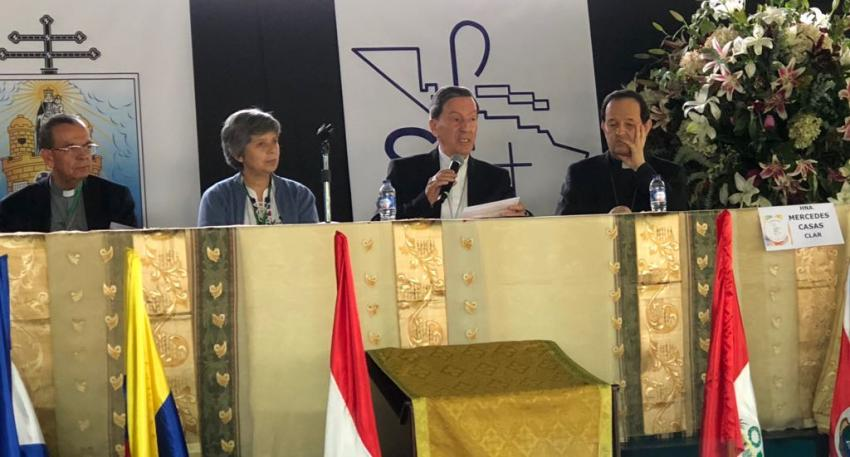 HNA.
MERCEDES
CASAS
CLAR